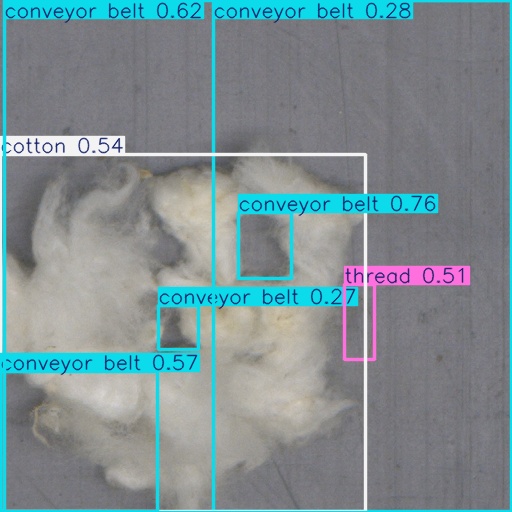 conveyor belt 0.62
conveyor belt 0.28
cotton 0.54
conveyor belt 0.76
thread 0.51
conveyor belt 0.27
conveyor belt 0.57